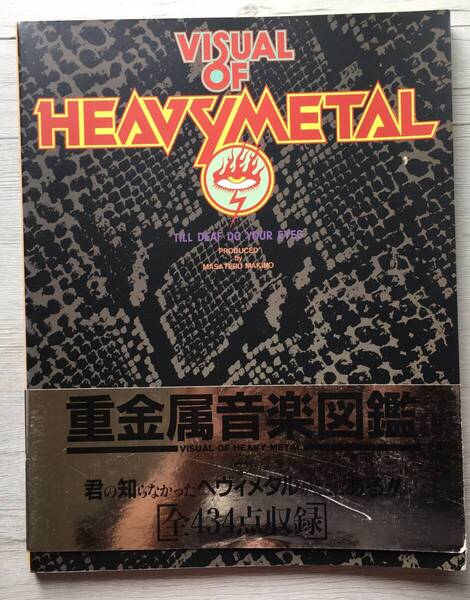 VISUAL
OF
HEAVYMETAL
TILL DEAF DO YOUR EYES
PRODUCED
by
MASATERU MAKINO
重金属音楽図鑑
VISUAL OF HEAVY METAL
君の知らなかったヘヴィメタル ある!!
全434点収録